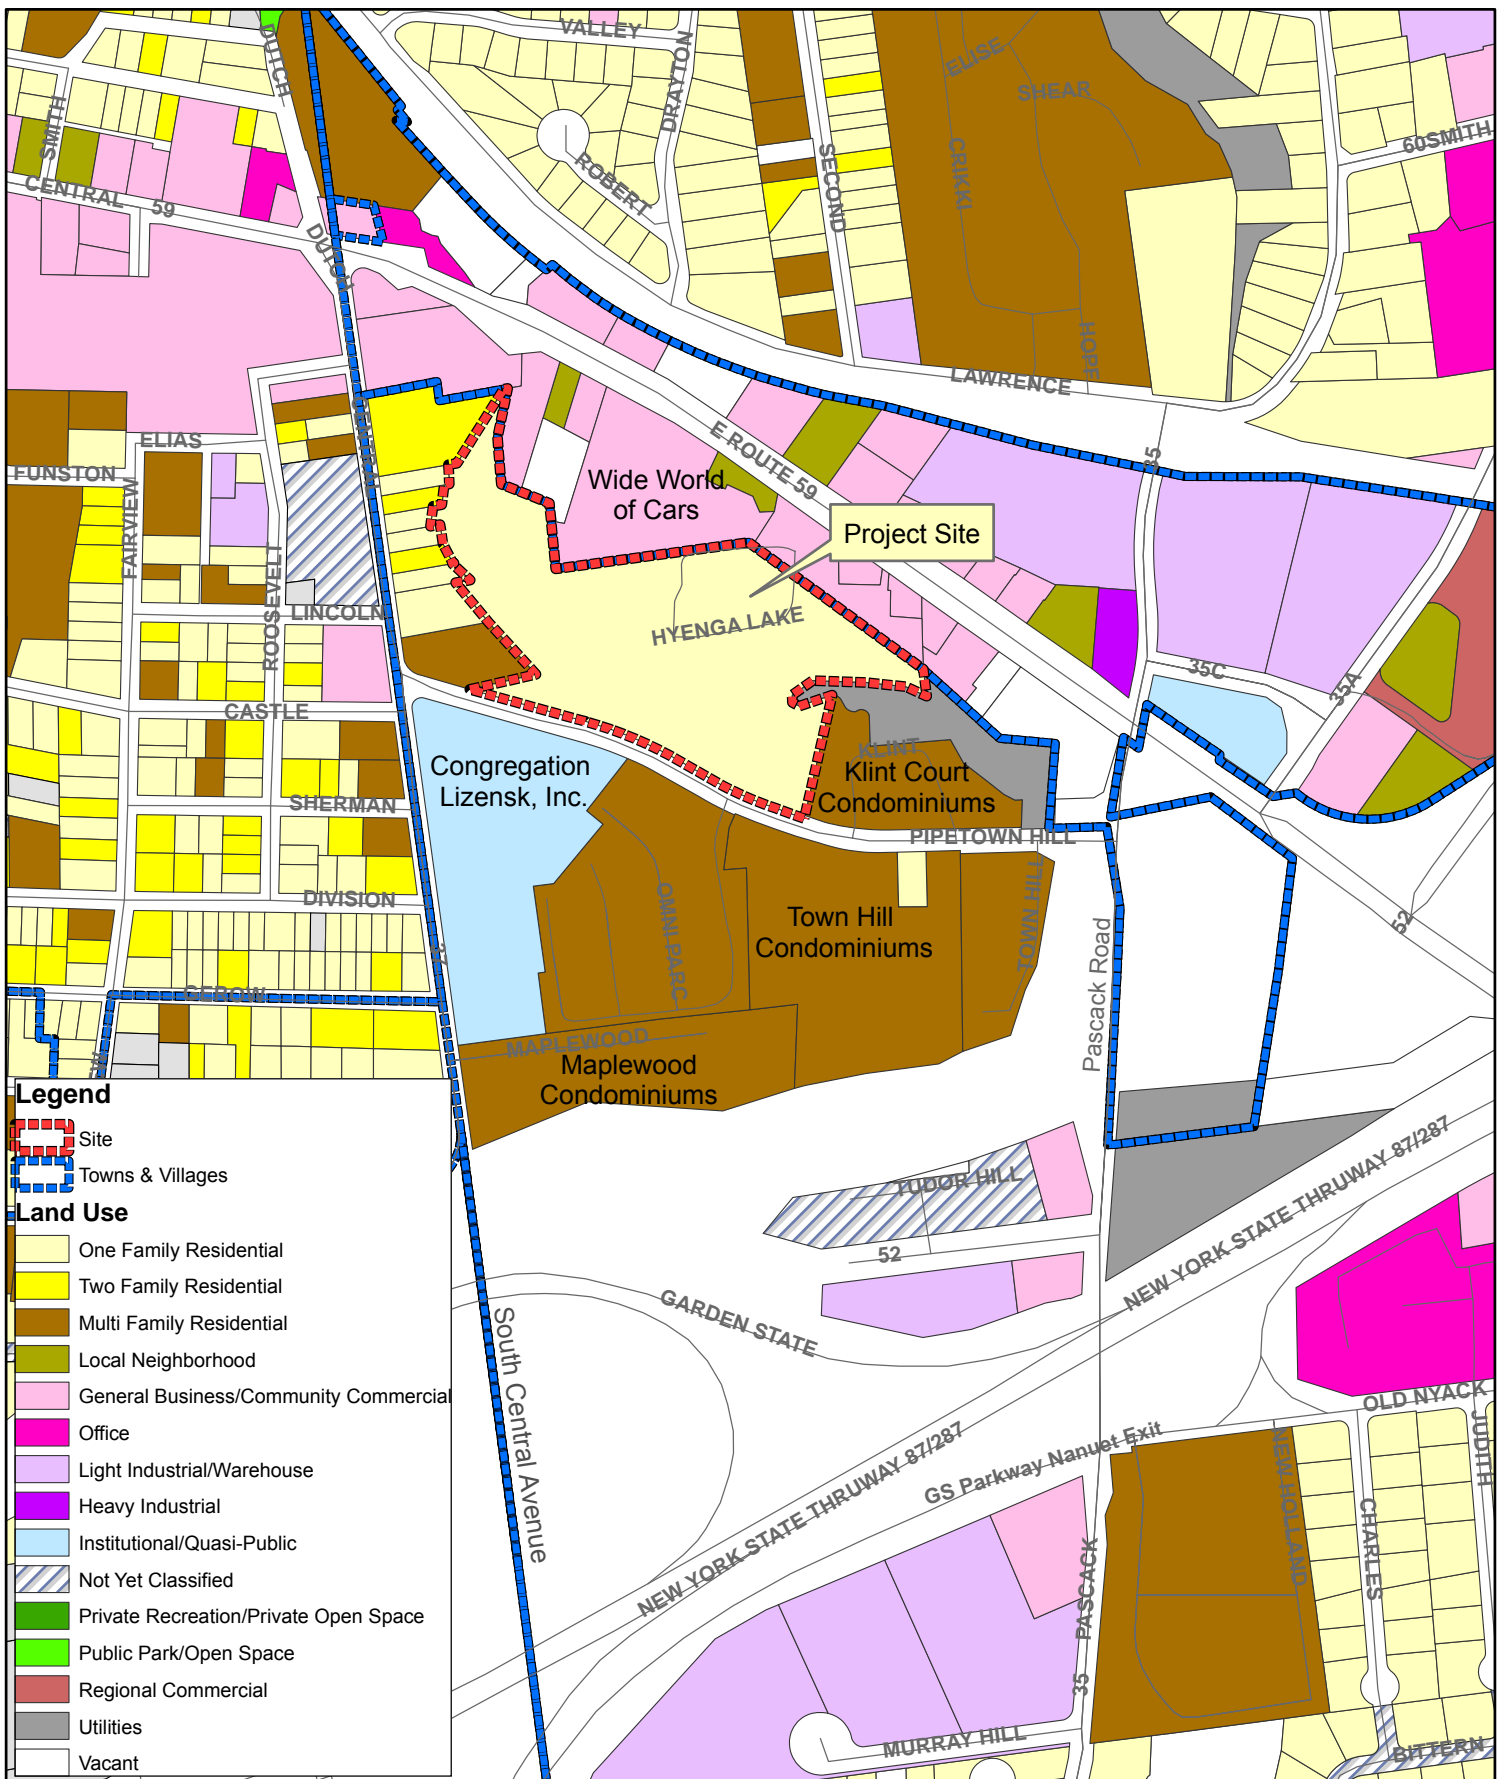 VALLEY
DUTCH
DRAYTON
ELISE
SHEAR
SMITH
60SMITH
ROBERT
SECOND
CRIKKI
CENTRAL
59
DUTCH
HOPE
LAWRENCE
CENTRAL
E ROUTE 59
35
ELIAS
FUNSTON
FAIRVIEW
ROOSEVELT
Wide World
of Cars
Project Site
LINCOLN
HYENGA LAKE
35C
35A
CASTLE
KLINT
Klint Court
Condominiums
Congregation
Lizensk, Inc.
SHERMAN
PIPETOWN HILL
DIVISION
OMNI PARC
Town Hill
Condominiums
TOWN HILL
Pascack Road
52
37
GEROW
MAPLEWOOD
Maplewood
Condominiums
Legend
Site
Towns & Villages
Land Use
One Family Residential
Two Family Residential
Multi Family Residential
Local Neighborhood
General Business/Community Commercial
Office
Light Industrial/Warehouse
Heavy Industrial
Institutional/Quasi-Public
Not Yet Classified
Private Recreation/Private Open Space
Public Park/Open Space
Regional Commercial
Utilities
Vacant
TUDOR HILL
52
GARDEN STATE
NEW YORK STATE THRUWAY 87/287
South Central Avenue
OLD NYACK
JUDITH
NEW YORK STATE THRUWAY 87/287
GS Parkway Nanuet Exit
NEW HOLLAND
CHARLES
PASCACK
35
MURRAY HILL
BITTERN